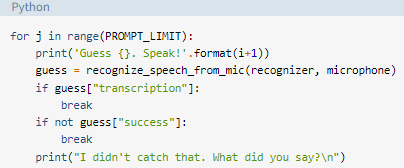 Python
for j in range(PROMPT_LIMIT):
    print('Guess {}. Speak!'.format(i+1))
    guess = recognize_speech_from_mic(recognizer, microphone)
    if guess["transcription"]:
        break
    if not guess["success"]:
        break
    print("I didn't catch that. What did you say?\n")